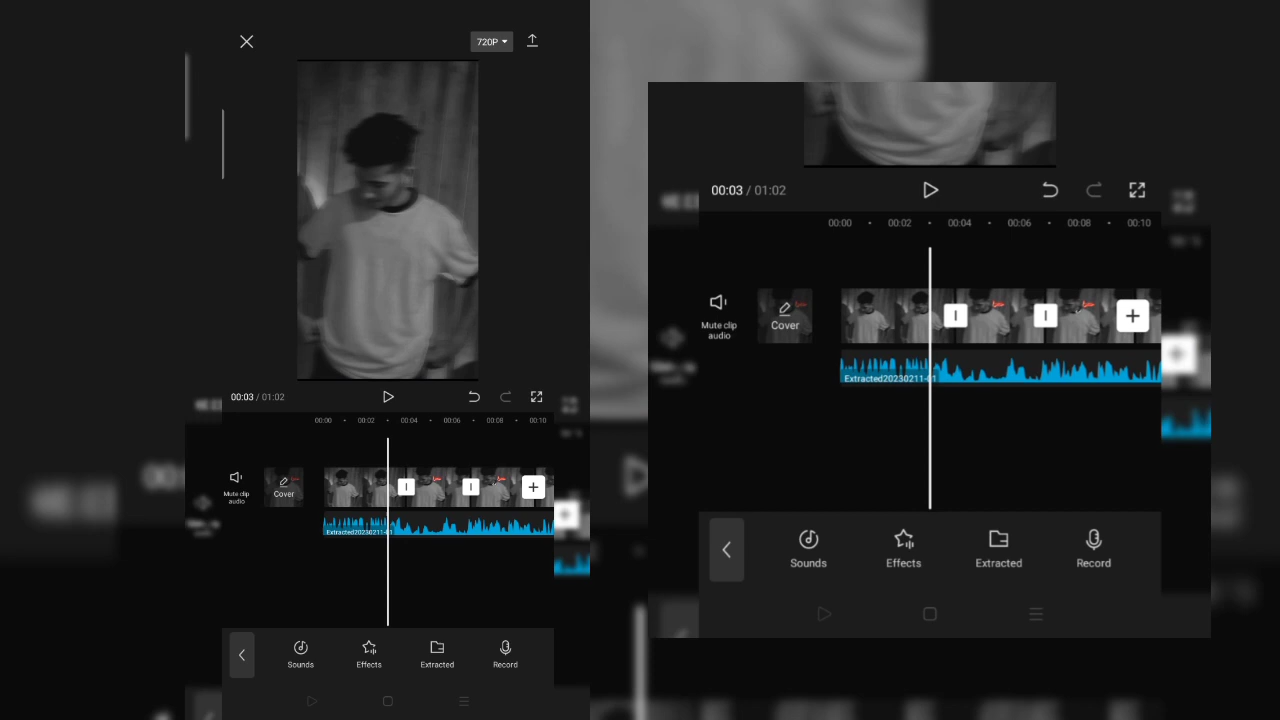 720P
00:03 / 01:02
00:00 00:02 00:04 00:06 00:08 00:10
Mute clip
audio
Cover
Extracted20230211-01
Sounds Effects Extracted Record
00:03 / 01:02
00:00 00:02 00:04 00:06 00:08 00:10
Mute clip
audio
Cover
Extracted20230211-01
Sounds Effects Extracted Record